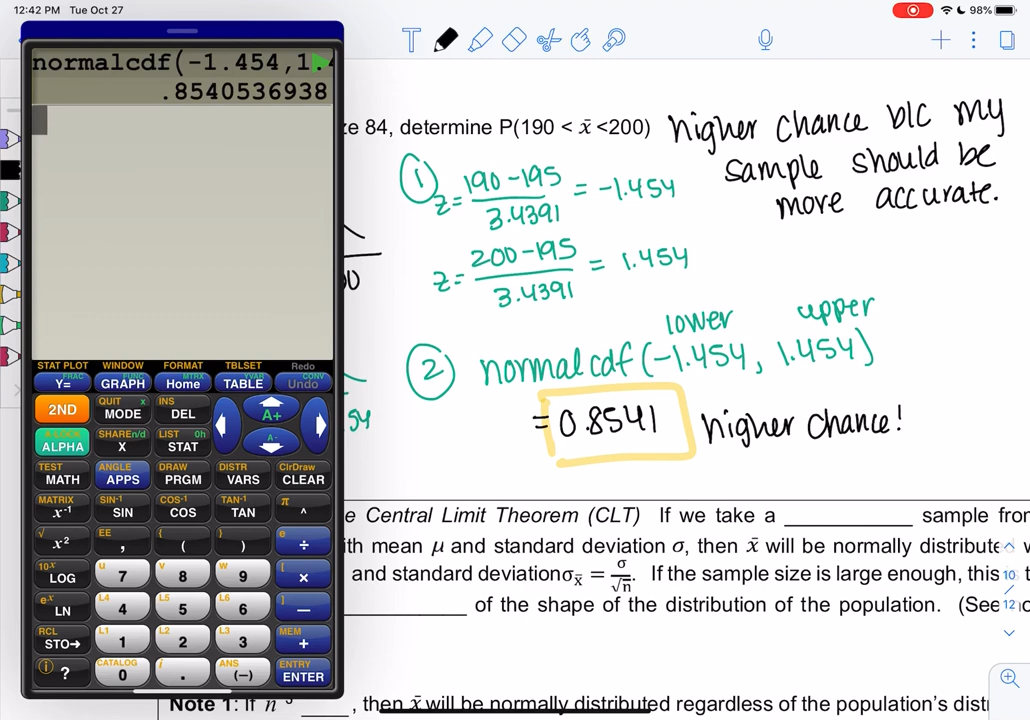 12:42 PM Tue Oct 27
98%
normalcdf(-1.454,1.
.8540536938
ze 84, determine P(190 < x̄ <200)
higher chance b/c my
sample should be
more accurate.
① z= 190-195 / 3.4391 = -1.454
z= 200-195 / 3.4391 = 1.454
lower upper
② normalcdf(-1.454, 1.454)
= 0.8541 higher chance!
e Central Limit Theorem (CLT) If we take a ____________ sample from
ith mean μ and standard deviation σ, then x̄ will be normally distribute
and standard deviation σx̄ = σ/√n. If the sample size is large enough, this
____________ of the shape of the distribution of the population. (See
10
/
12
Note 1: If n ≥ _____, then x̄ will be normally distributed regardless of the population's distr
STAT PLOT WINDOW FORMAT TBLSET Redo
Y= GRAPH Home TABLE Undo
QUIT x INS
2ND MODE DEL A+
SHARE n/d LIST 0h A-
ALPHA X STAT
TEST ANGLE DRAW DISTR ClrDraw
MATH APPS PRGM VARS CLEAR
MATRIX SIN-1 COS-1 TAN-1 π
x-1 SIN COS TAN ^
√ EE { } e
x2 , ( ) ÷
10x u v w [
LOG 7 8 9 ×
ex L4 L5 L6 ]
LN 4 5 6 —
RCL L1 L2 L3 MEM
STO→ 1 2 3 +
CATALOG i ANS ENTRY
? 0 . (—) ENTER